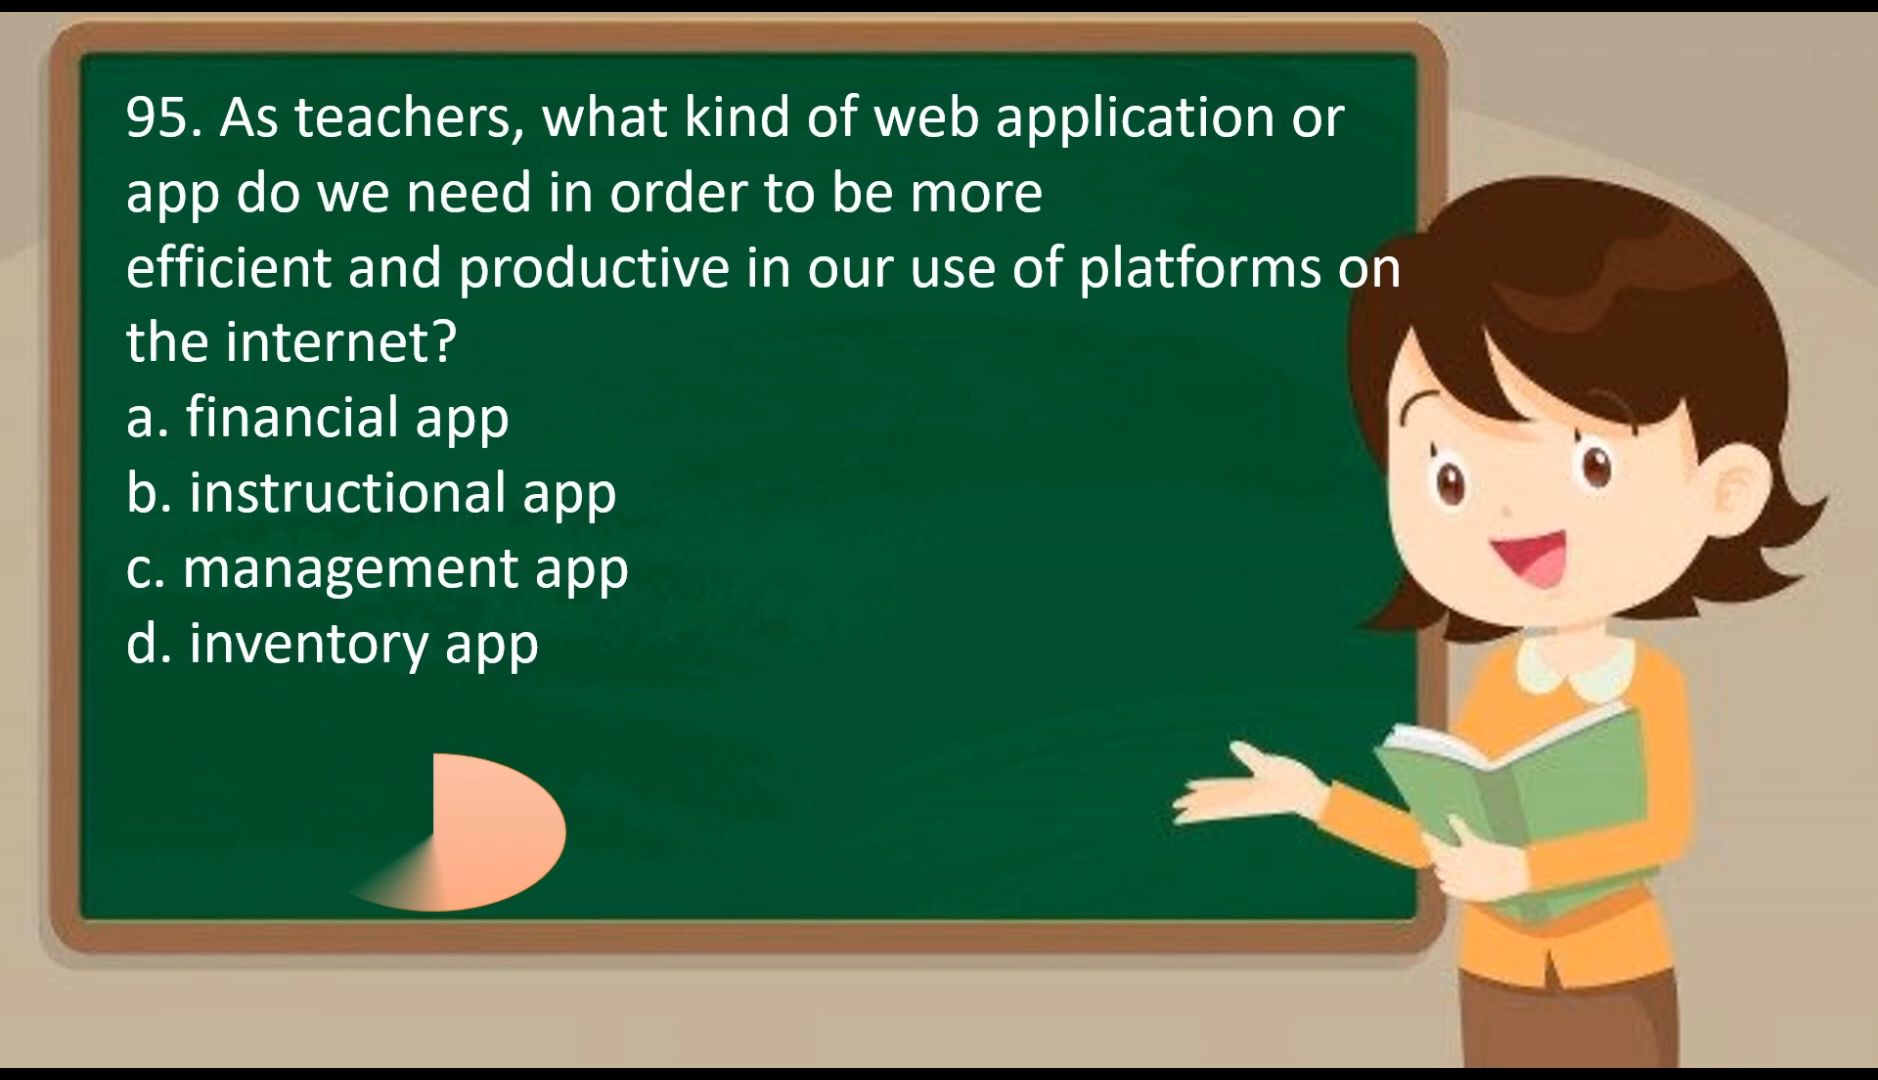 95. As teachers, what kind of web application or
app do we need in order to be more
efficient and productive in our use of platforms on
the internet?
a. financial app
b. instructional app
c. management app
d. inventory app